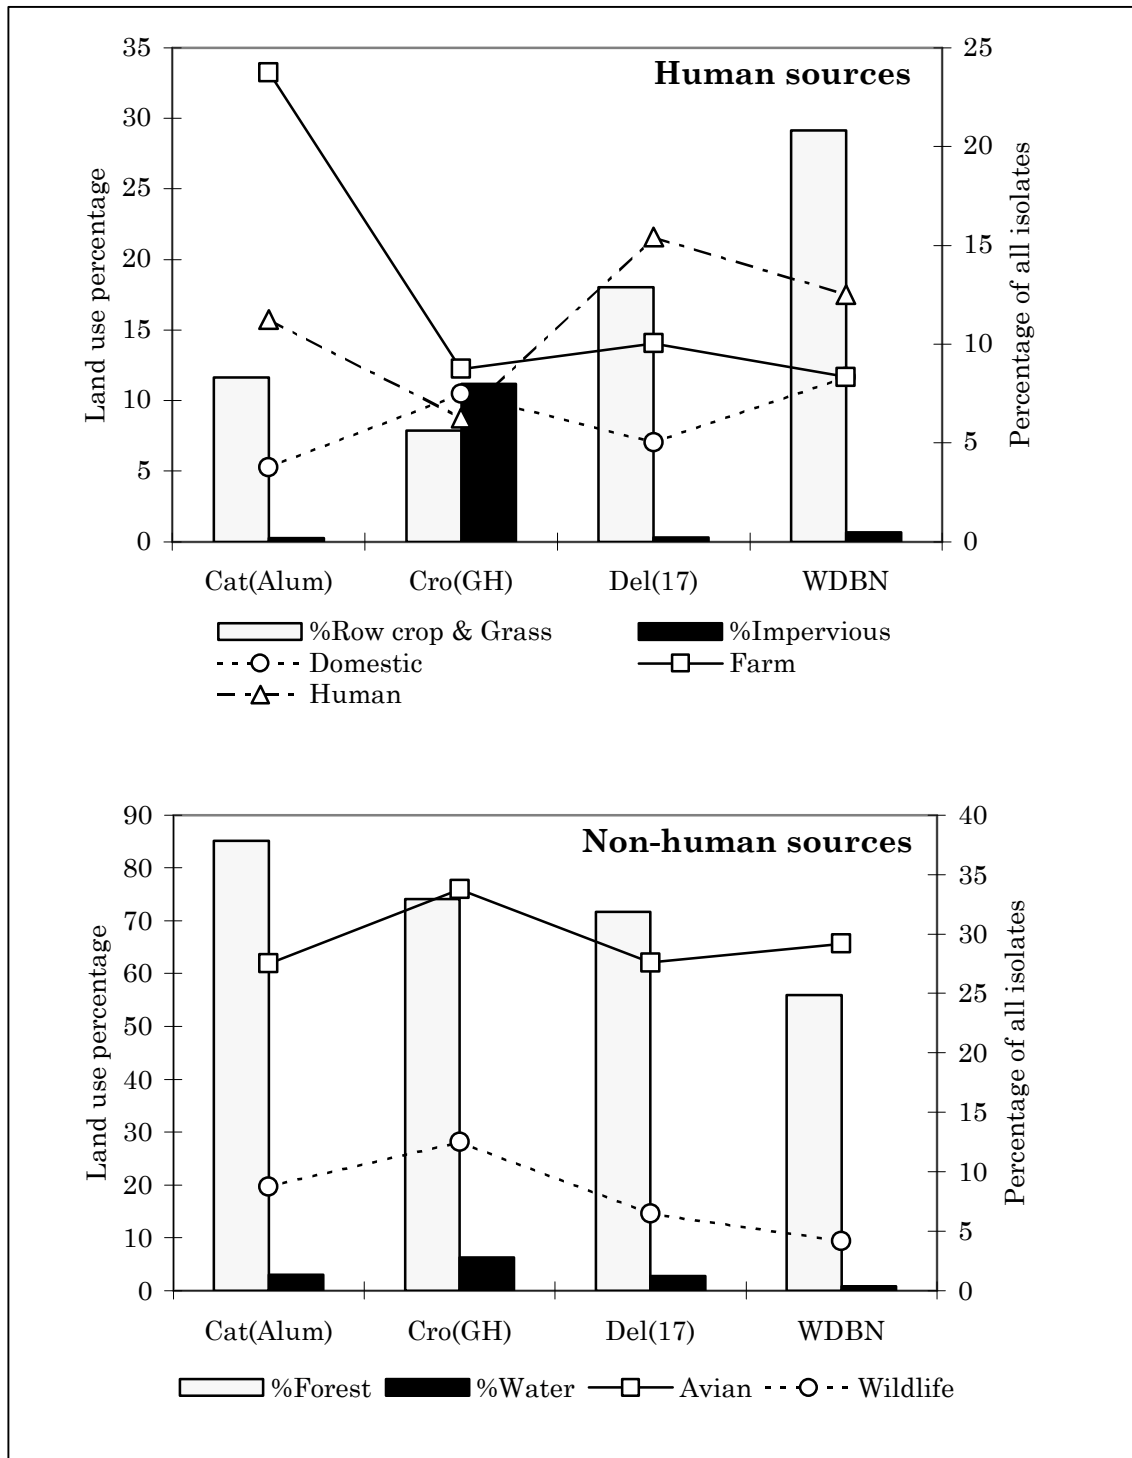 Human sources
35
30
25
20
15
10
5
0
Land use percentage
25
20
15
10
5
0
Percentage of all isolates
Cat(Alum) Cro(GH) Del(17) WDBN
%Row crop & Grass %Impervious
Domestic Farm
Human
Non-human sources
90
80
70
60
50
40
30
20
10
0
Land use percentage
40
35
30
25
20
15
10
5
0
Percentage of all isolates
Cat(Alum) Cro(GH) Del(17) WDBN
%Forest %Water Avian Wildlife